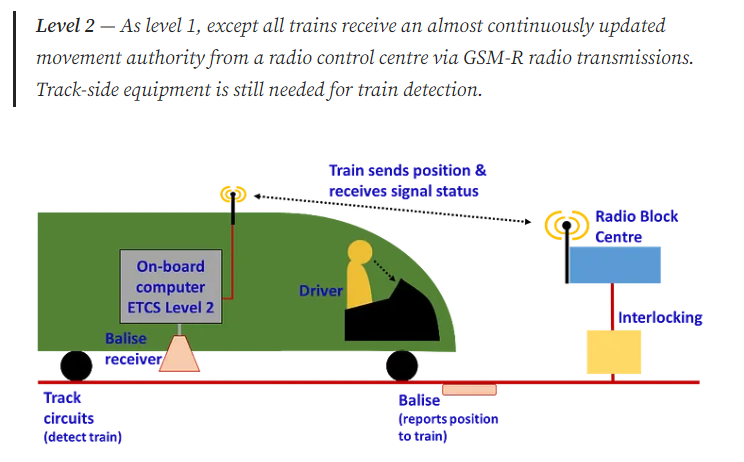 Level 2 — As level 1, except all trains receive an almost continuously updated
movement authority from a radio control centre via GSM-R radio transmissions.
Track-side equipment is still needed for train detection.
Train sends position &
receives signal status
Radio Block
Centre
On-board
computer
ETCS Level 2
Driver
Interlocking
Balise
receiver
Track
circuits
(detect train)
Balise
(reports position
to train)